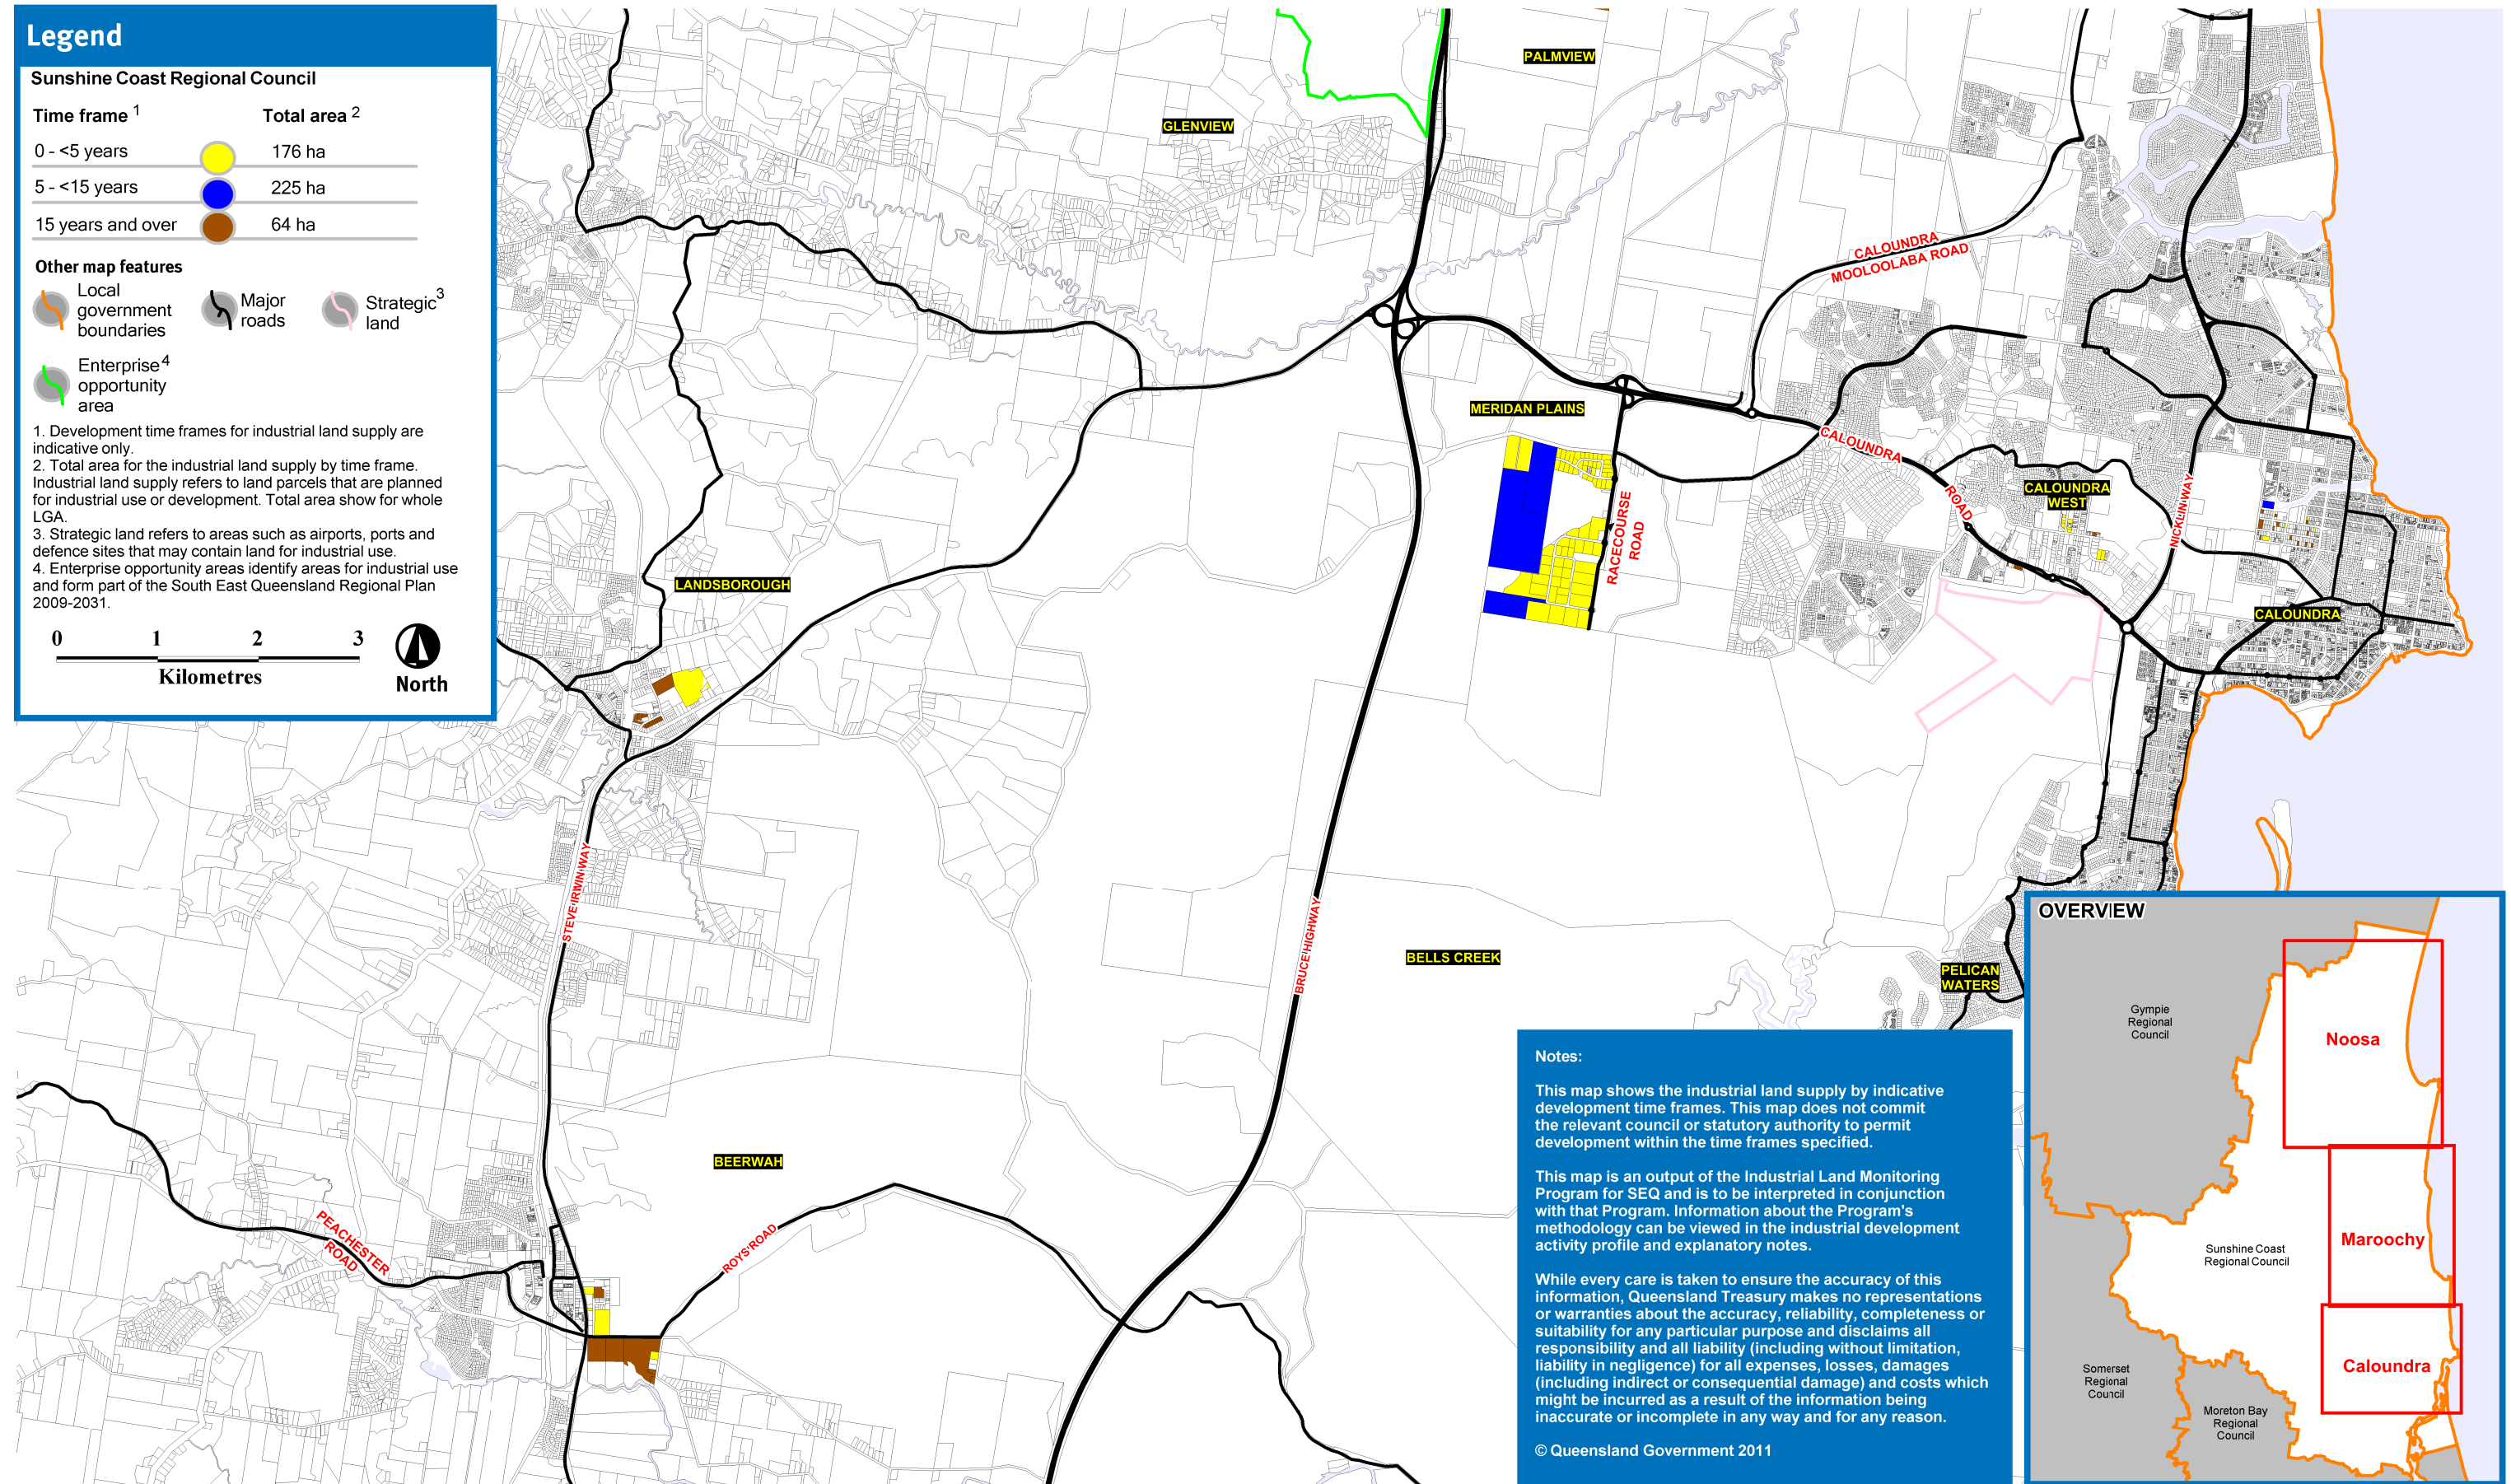 Legend
Sunshine Coast Regional Council
Time frame 1 Total area 2
0 - <5 years 176 ha
5 - <15 years 225 ha
15 years and over 64 ha
Other map features
Local
government
boundaries
Major
roads
Strategic3
land
Enterprise4
opportunity
area
1. Development time frames for industrial land supply are
indicative only.
2. Total area for the industrial land supply by time frame.
Industrial land supply refers to land parcels that are planned
for industrial use or development. Total area show for whole
LGA.
3. Strategic land refers to areas such as airports, ports and
defence sites that may contain land for industrial use.
4. Enterprise opportunity areas identify areas for industrial use
and form part of the South East Queensland Regional Plan
2009-2031.
0 1 2 3
Kilometres
North
PALMVIEW
GLENVIEW
CALOUNDRA
MOOLOOLABA ROAD
MERIDAN PLAINS
CALOUNDRA
ROAD
RACECOURSE
ROAD
CALOUNDRA
WEST
NICKLIN WAY
LANDSBOROUGH
CALOUNDRA
STEVE IRWIN WAY
BRUCE HIGHWAY
BELLS CREEK
PELICAN
WATERS
BEERWAH
PEACHESTER
ROAD
ROYS ROAD
Notes:
This map shows the industrial land supply by indicative
development time frames. This map does not commit
the relevant council or statutory authority to permit
development within the time frames specified.
This map is an output of the Industrial Land Monitoring
Program for SEQ and is to be interpreted in conjunction
with that Program. Information about the Program's
methodology can be viewed in the industrial development
activity profile and explanatory notes.
While every care is taken to ensure the accuracy of this
information, Queensland Treasury makes no representations
or warranties about the accuracy, reliability, completeness or
suitability for any particular purpose and disclaims all
responsibility and all liability (including without limitation,
liability in negligence) for all expenses, losses, damages
(including indirect or consequential damage) and costs which
might be incurred as a result of the information being
inaccurate or incomplete in any way and for any reason.
© Queensland Government 2011
OVERVIEW
Gympie
Regional
Council
Noosa
Maroochy
Sunshine Coast
Regional Council
Caloundra
Somerset
Regional
Council
Moreton Bay
Regional
Council